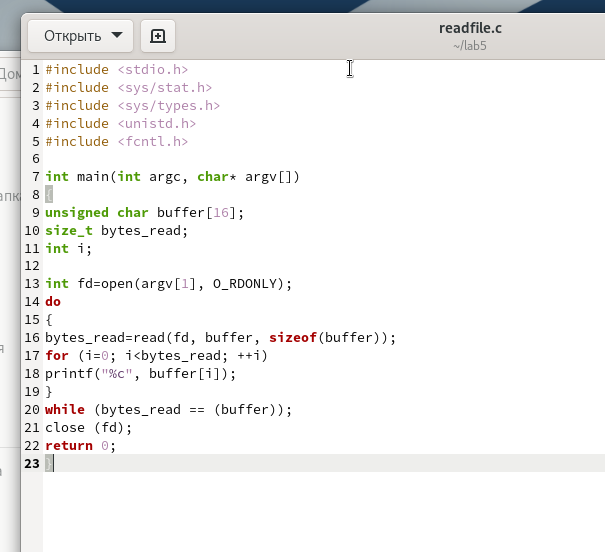 Открыть
readfile.c
~/lab5
Дом
апка
я
1 #include <stdio.h>
2 #include <sys/stat.h>
3 #include <sys/types.h>
4 #include <unistd.h>
5 #include <fcntl.h>
6
7 int main(int argc, char* argv[])
8 {
9 unsigned char buffer[16];
10 size_t bytes_read;
11 int i;
12
13 int fd=open(argv[1], O_RDONLY);
14 do
15 {
16 bytes_read=read(fd, buffer, sizeof(buffer));
17 for (i=0; i<bytes_read; ++i)
18 printf("%c", buffer[i]);
19 }
20 while (bytes_read == (buffer));
21 close (fd);
22 return 0;
23 }